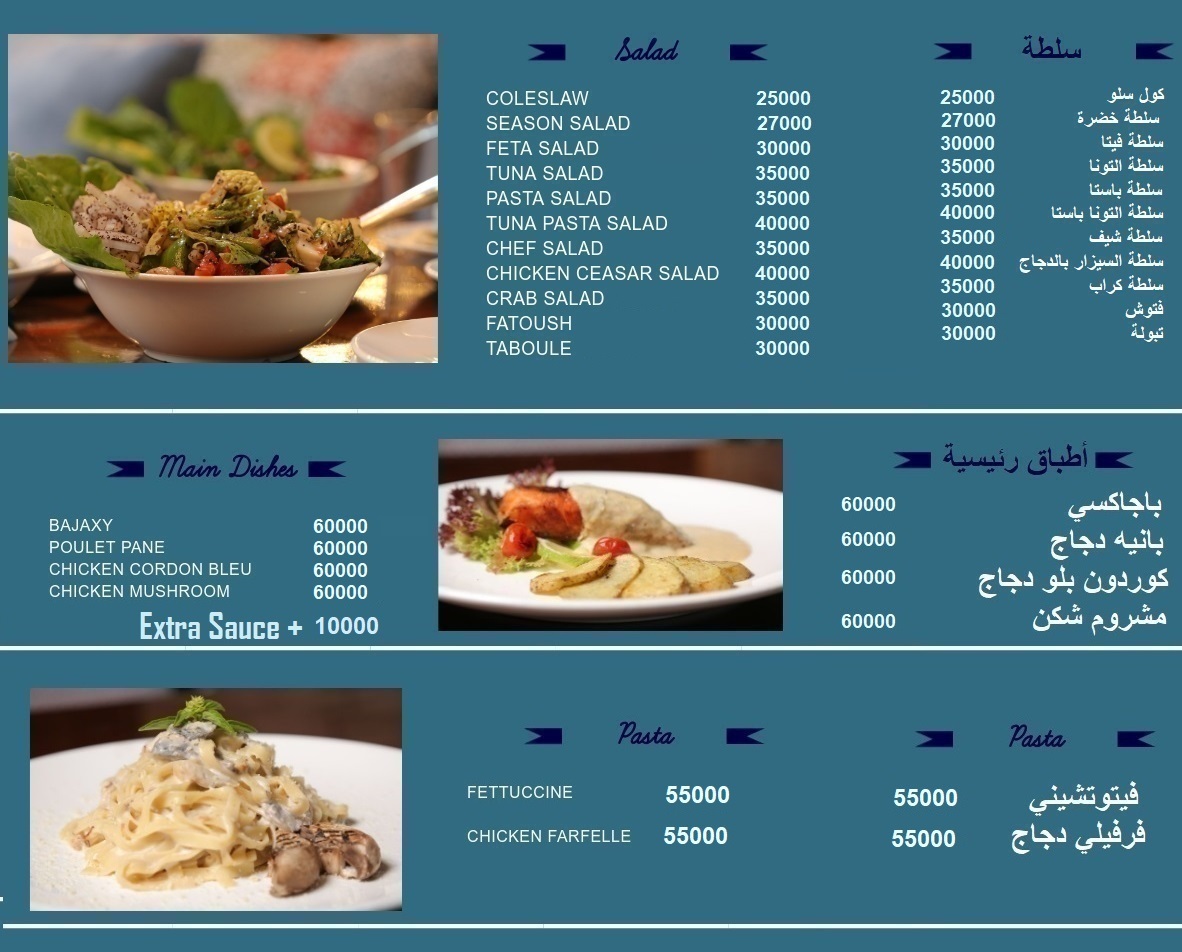 Salad
COLESLAW 25000
SEASON SALAD 27000
FETA SALAD 30000
TUNA SALAD 35000
PASTA SALAD 35000
TUNA PASTA SALAD 40000
CHEF SALAD 35000
CHICKEN CEASAR SALAD 40000
CRAB SALAD 35000
FATOUSH 30000
TABOULE 30000
سلطة
كول سلو 25000
سلطة خضرة 27000
سلطة فيتا 30000
سلطة التونا 35000
سلطة باستا 35000
سلطة التونا باستا 40000
سلطة شيف 35000
سلطة السيزار بالدجاج 40000
سلطة كراب 35000
فتوش 30000
تبولة 30000
Main Dishes
BAJAXY 60000
POULET PANE 60000
CHICKEN CORDON BLEU 60000
CHICKEN MUSHROOM 60000
Extra Sauce + 10000
أطباق رئيسية
باجاكسي 60000
بانيه دجاج 60000
كوردون بلو دجاج 60000
مشروم شكن 60000
Pasta
FETTUCCINE 55000
CHICKEN FARFELLE 55000
Pasta
فيتوتشيني 55000
فرفيلي دجاج 55000